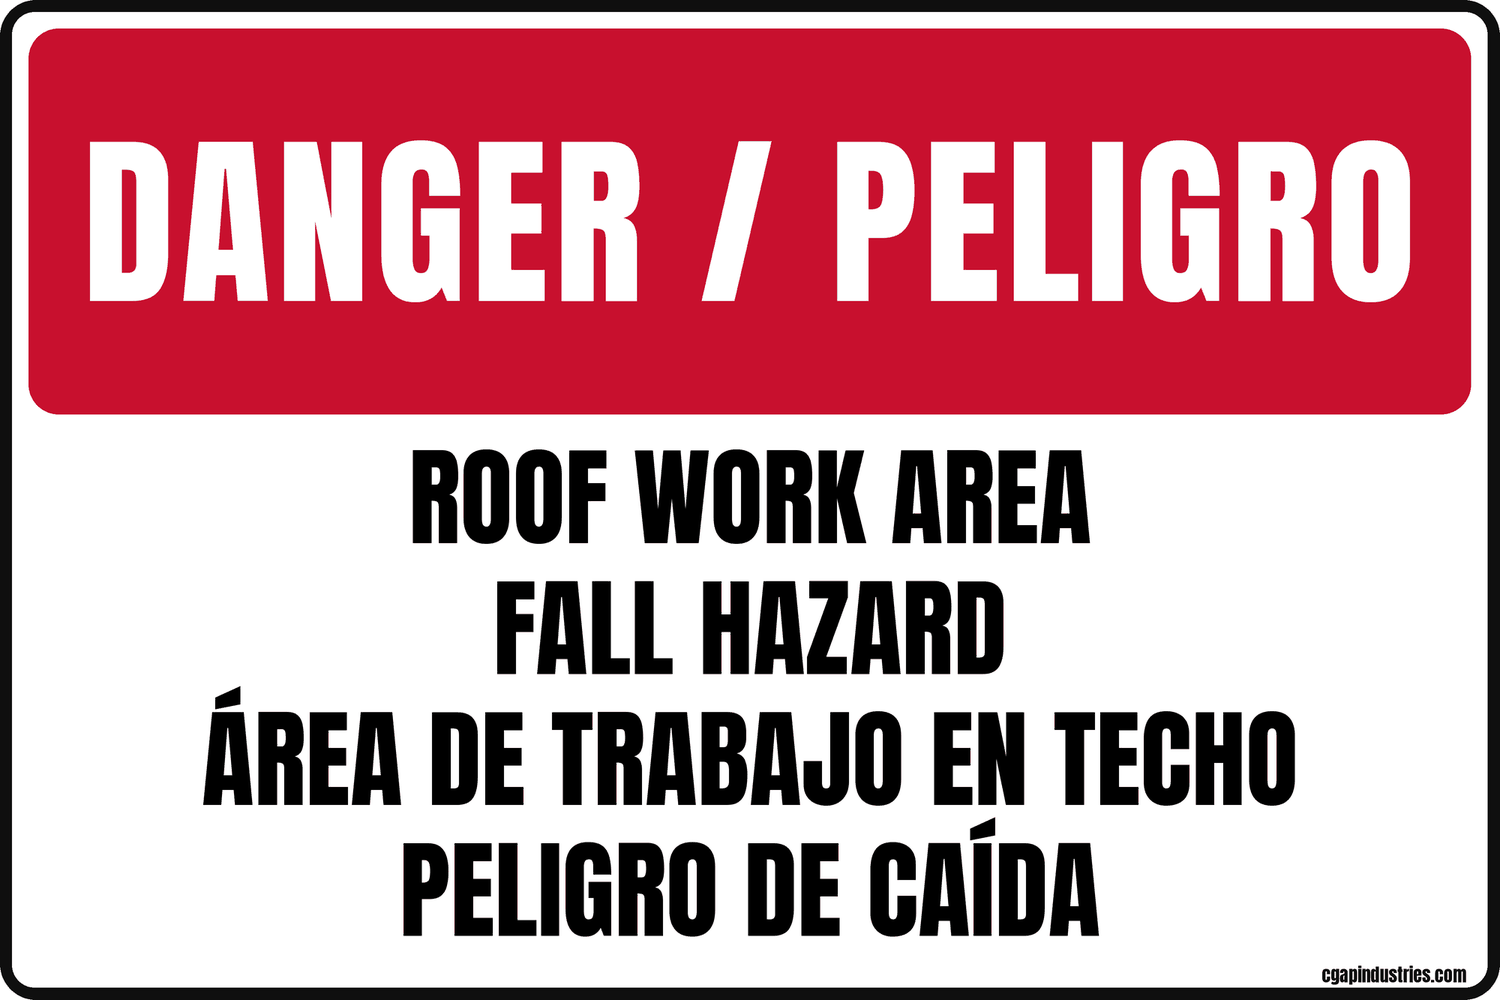 DANGER / PELIGRO
ROOF WORK AREA
FALL HAZARD
ÁREA DE TRABAJO EN TECHO
PELIGRO DE CAÍDA
cgapindustries.com